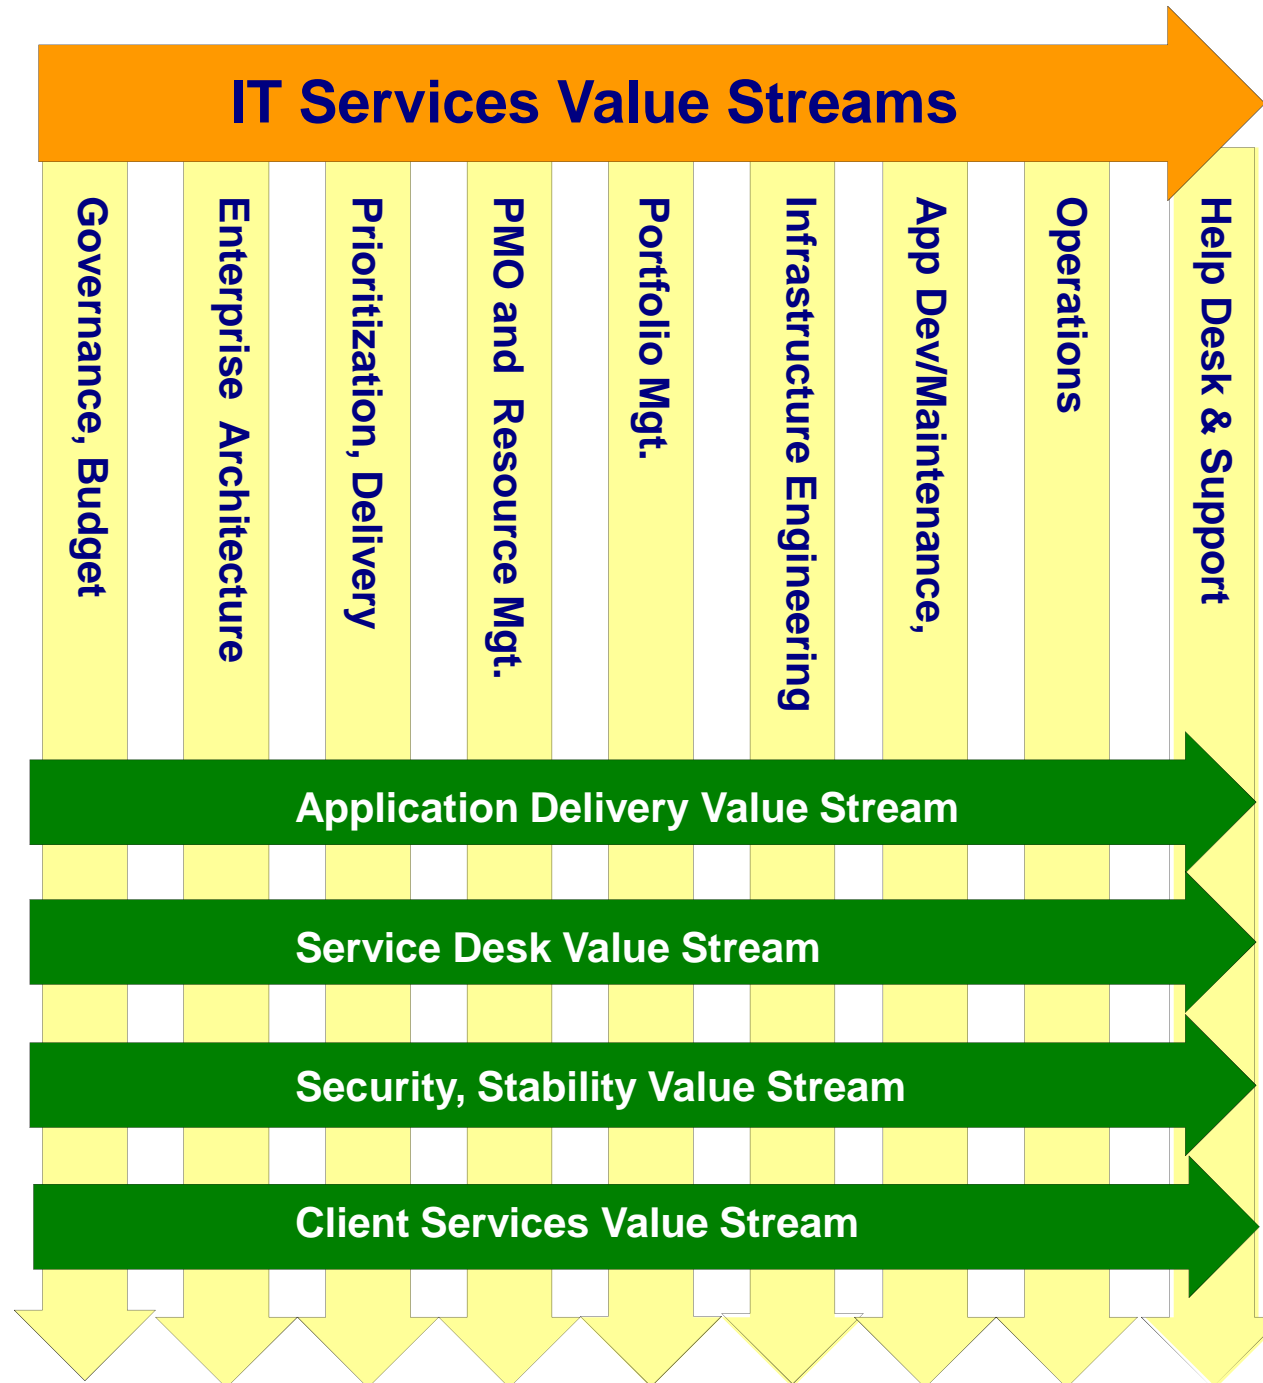 IT Services Value Streams
Governance, Budget
Enterprise Architecture
Prioritization, Delivery
PMO and Resource Mgt.
Portfolio Mgt.
Infrastructure Engineering
App Dev/Maintenance,
Operations
Help Desk & Support
Application Delivery Value Stream
Service Desk Value Stream
Security, Stability Value Stream
Client Services Value Stream